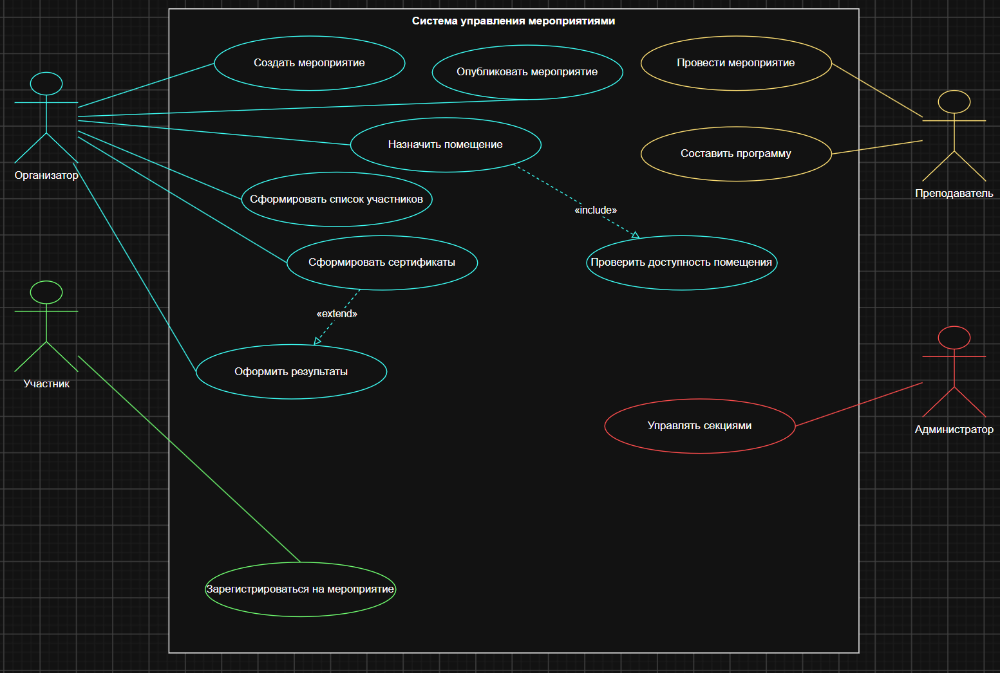 Система управления мероприятиями
Создать мероприятие
Опубликовать мероприятие
Провести мероприятие
Назначить помещение
Составить программу
Организатор
Преподаватель
Сформировать список участников
«include»
Сформировать сертификаты
Проверить доступность помещения
«extend»
Оформить результаты
Участник
Управлять секциями
Администратор
Зарегистрироваться на мероприятие